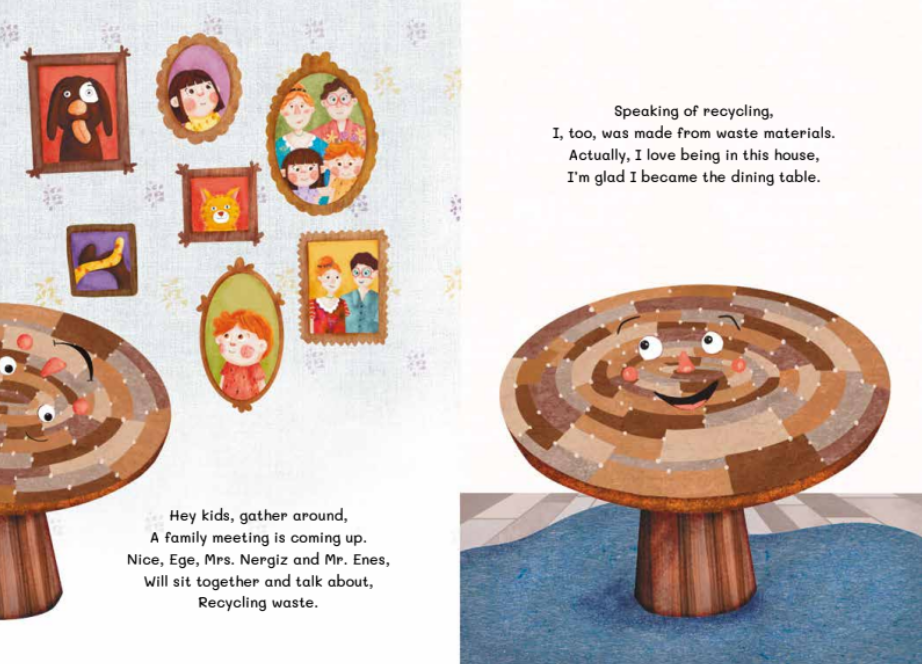 Hey kids, gather around,
A family meeting is coming up.
Nice, Ege, Mrs. Nergiz and Mr. Enes,
Will sit together and talk about,
Recycling waste.
Speaking of recycling,
I, too, was made from waste materials.
Actually, I love being in this house,
I'm glad I became the dining table.